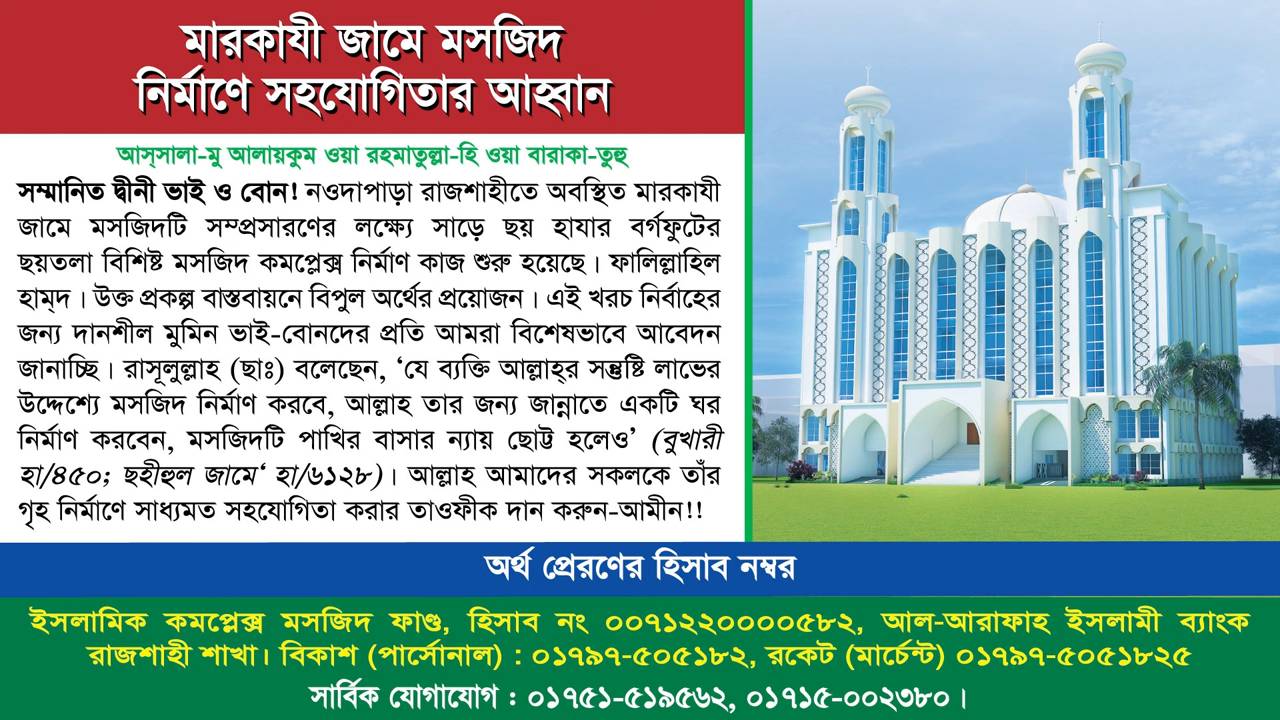 মারকাযী জামে মসজিদ
নির্মাণে সহযোগিতার আহ্বান
আস্সালা-মু আলায়কুম ওয়া রহমাতুল্লা-হি ওয়া বারাকা-তুহু
সম্মানিত দ্বীনী ভাই ও বোন! নওদাপাড়া রাজশাহীতে অবস্থিত মারকাযী
জামে মসজিদটি সম্প্রসারণের লক্ষ্যে সাড়ে ছয় হাযার বর্গফুটের
ছয়তলা বিশিষ্ট মসজিদ কমপ্লেক্স নির্মাণ কাজ শুরু হয়েছে। ফালিল্লাহিল
হাম্দ। উক্ত প্রকল্প বাস্তবায়নে বিপুল অর্থের প্রয়োজন। এই খরচ নির্বাহের
জন্য দানশীল মুমিন ভাই-বোনদের প্রতি আমরা বিশেষভাবে আবেদন
জানাচ্ছি। রাসূলুল্লাহ (ছাঃ) বলেছেন, ‘যে ব্যক্তি আল্লাহ্র সন্তুষ্টি লাভের
উদ্দেশ্যে মসজিদ নির্মাণ করবে, আল্লাহ তার জন্য জান্নাতে একটি ঘর
নির্মাণ করবেন, মসজিদটি পাখির বাসার ন্যায় ছোট্ট হলেও’ (বুখারী
হা/৪৫০; ছহীহুল জামে‘ হা/৬১২৮)। আল্লাহ আমাদের সকলকে তাঁর
গৃহ নির্মাণে সাধ্যমত সহযোগিতা করার তাওফীক দান করুন-আমীন!!
অর্থ প্রেরণের হিসাব নম্বর
ইসলামিক কমপ্লেক্স মসজিদ ফাণ্ড, হিসাব নং ০০৭১২২০০০০৫৮২, আল-আরাফাহ ইসলামী ব্যাংক
রাজশাহী শাখা। বিকাশ (পার্সোনাল) : ০১৭৯৭-৫০৫১৮২, রকেট (মার্চেন্ট) ০১৭৯৭-৫০৫১৮২৫
সার্বিক যোগাযোগ : ০১৭৫১-৫১৯৫৬২, ০১৭১৫-০০২৩৮০।